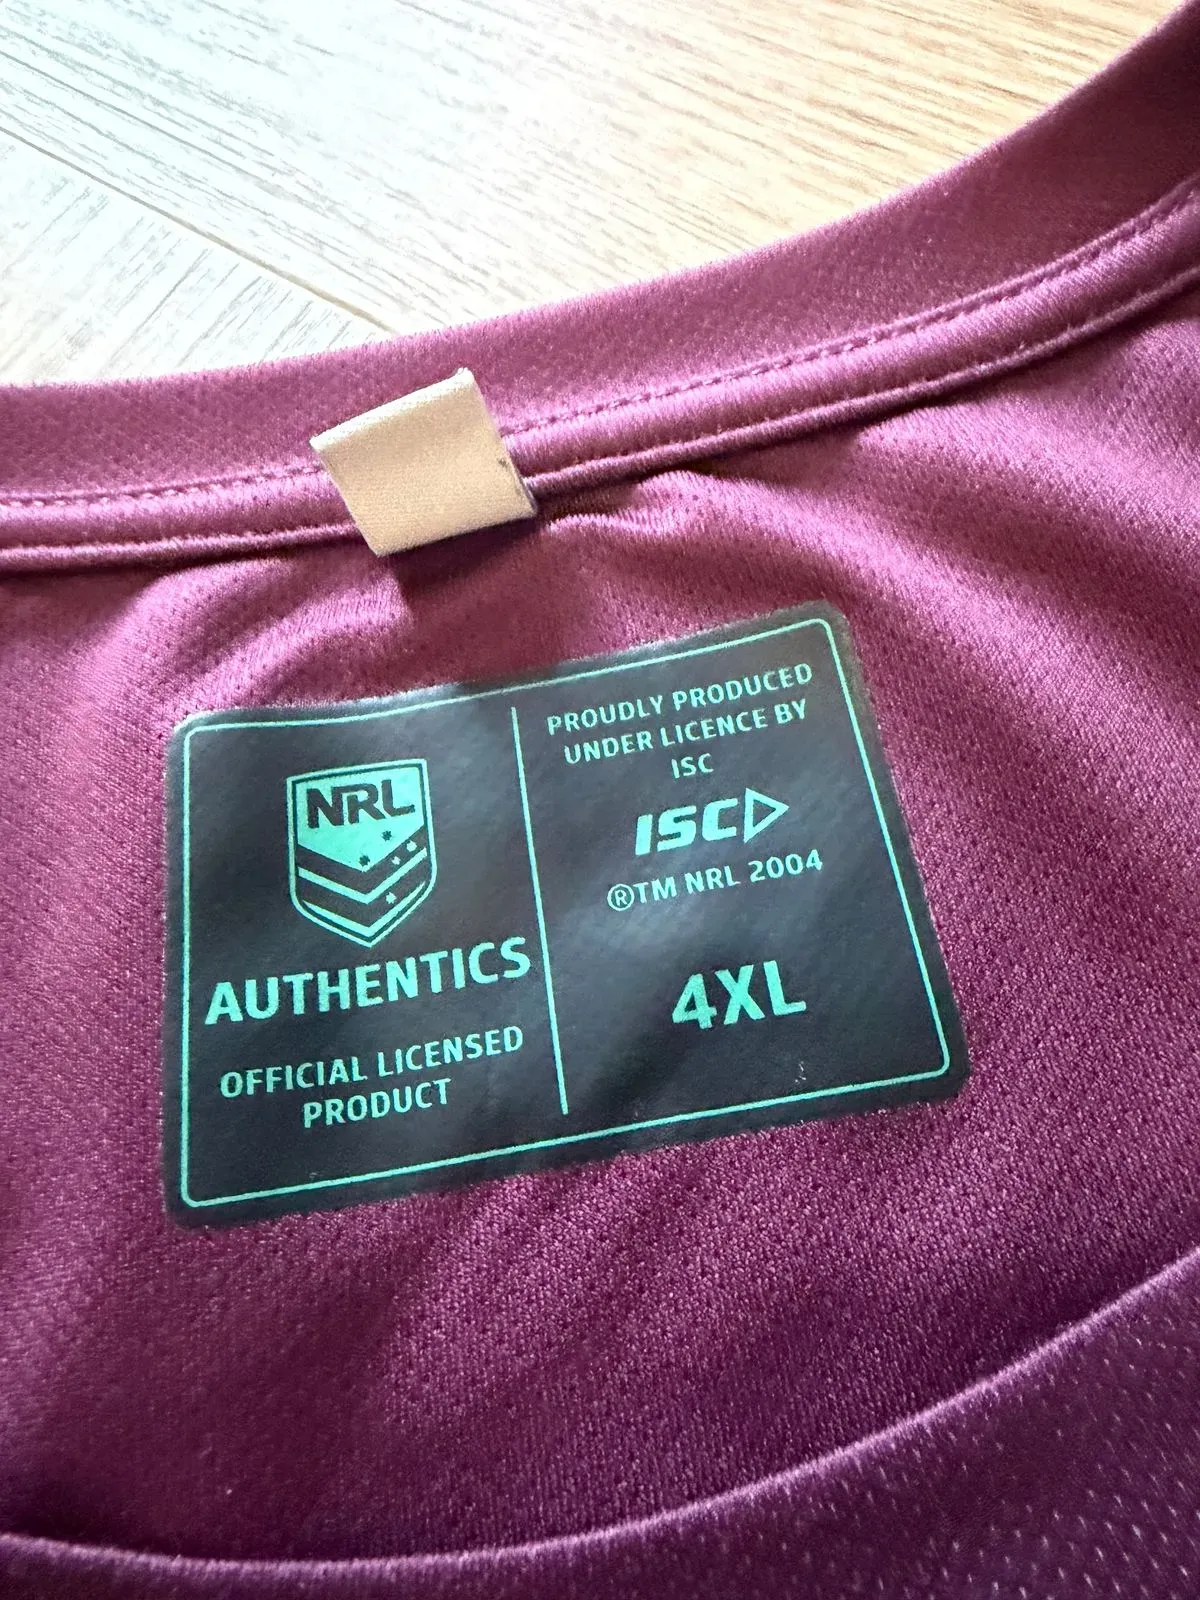 NRL
AUTHENTICS
OFFICIAL LICENSED
PRODUCT
PROUDLY PRODUCED
UNDER LICENCE BY
ISC
ISC
®TM NRL 2004
4XL